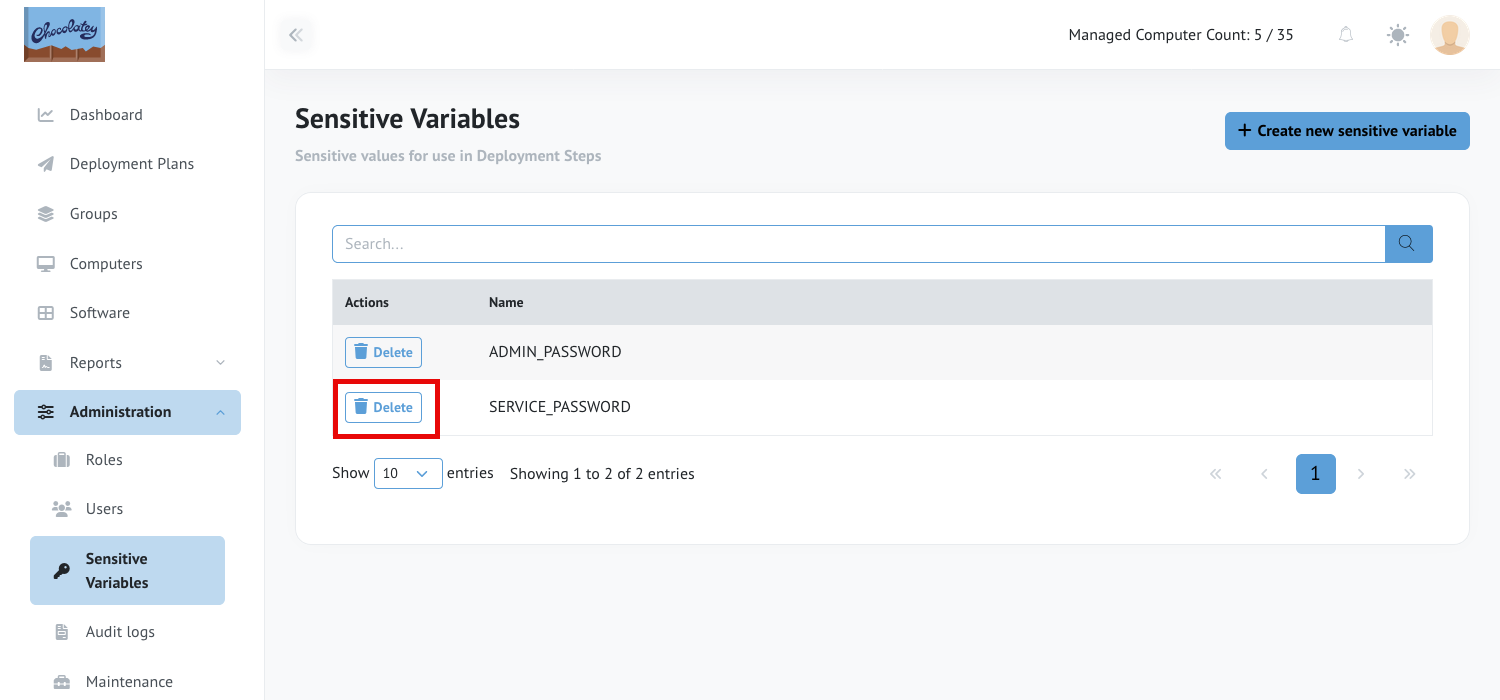 Chocolatey
Managed Computer Count: 5 / 35
Dashboard
Deployment Plans
Groups
Computers
Software
Reports
Administration
Roles
Users
Sensitive
Variables
Audit logs
Maintenance
Sensitive Variables
Sensitive values for use in Deployment Steps
+ Create new sensitive variable
Search...
Actions Name
Delete ADMIN_PASSWORD
Delete SERVICE_PASSWORD
Show 10 entries Showing 1 to 2 of 2 entries
« ‹ 1 › »